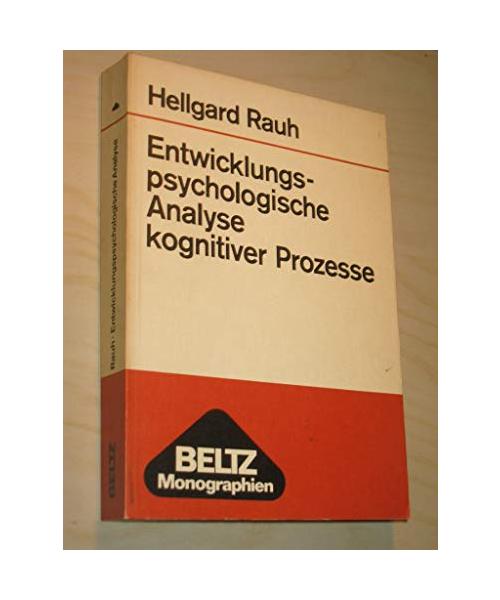 Hellgard Rauh
Entwicklungs-
psychologische
Analyse
kognitiver Prozesse
BELTZ
Monographien
Rauh · Entwicklungspsychologische Analyse
BELTZ